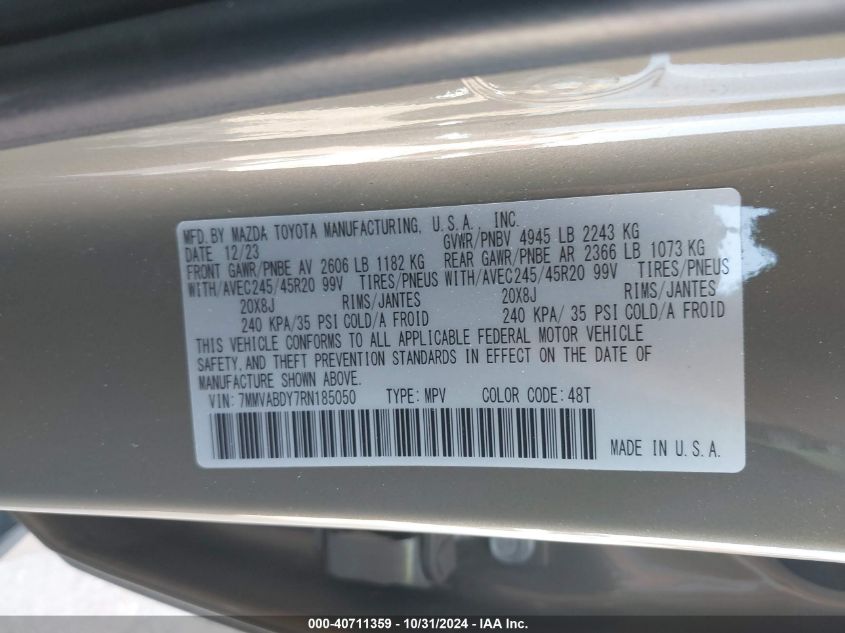 MFD. BY MAZDA TOYOTA MANUFACTURING, U.S.A. INC.
DATE 12/23 GVWR/PNBV 4945 LB 2243 KG
FRONT GAWR/PNBE AV 2606 LB 1182 KG REAR GAWR/PNBE AR 2366 LB 1073 KG
WITH/AVEC245/45R20 99V TIRES/PNEUS WITH/AVEC245/45R20 99V TIRES/PNEUS
20X8J RIMS/JANTES 20X8J RIMS/JANTES
240 KPA/35 PSI COLD/A FROID 240 KPA/ 35 PSI COLD/A FROID
THIS VEHICLE CONFORMS TO ALL APPLICABLE FEDERAL MOTOR VEHICLE
SAFETY, AND THEFT PREVENTION STANDARDS IN EFFECT ON THE DATE OF
MANUFACTURE SHOWN ABOVE.
VIN: 7MMVABDY7RN185050 TYPE: MPV COLOR CODE: 48T
MADE IN U.S.A.
000-40711359 - 10/31/2024 - IAA Inc.